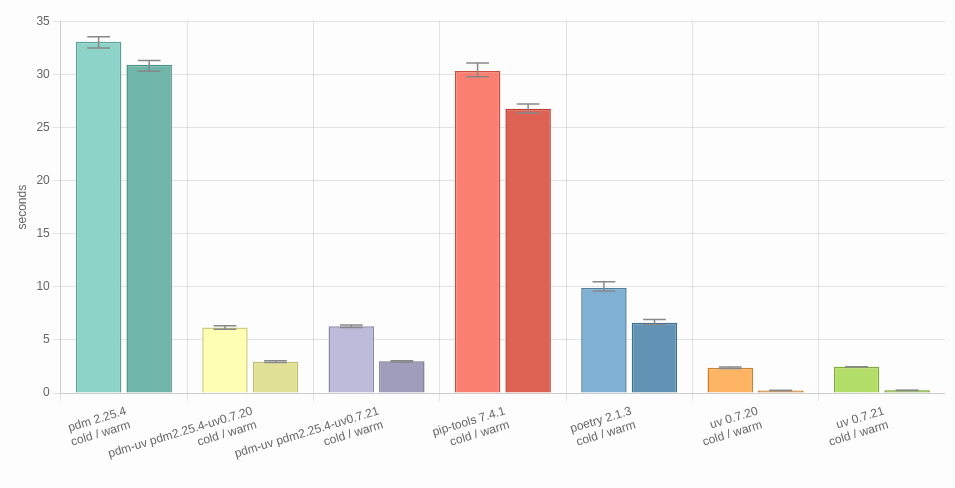 35
30
25
20
15
10
5
0
seconds
pdm 2.25.4
cold / warm
pdm-uv pdm2.25.4-uv0.7.20
cold / warm
pdm-uv pdm2.25.4-uv0.7.21
cold / warm
pip-tools 7.4.1
cold / warm
poetry 2.1.3
cold / warm
uv 0.7.20
cold / warm
uv 0.7.21
cold / warm